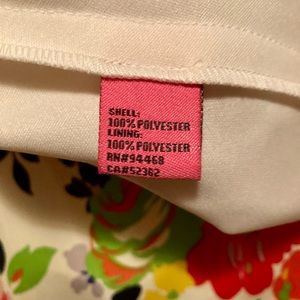 SHELL:
100% POLYESTER
LINING:
100% POLYESTER
RN#94468
CA#52362